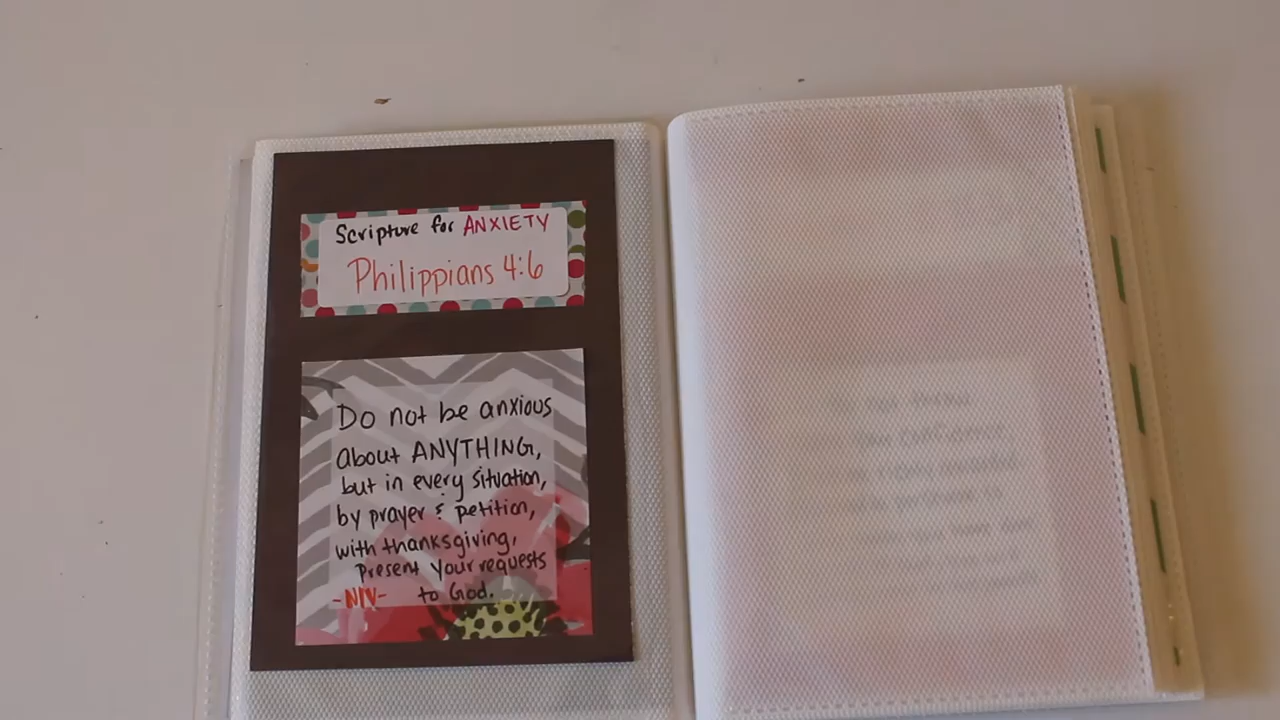 Scripture for ANXIETY
Philippians 4:6
Do not be anxious
about ANYTHING,
but in every situation,
by prayer & petition,
with thanksgiving,
present your requests
-NIV- to God.